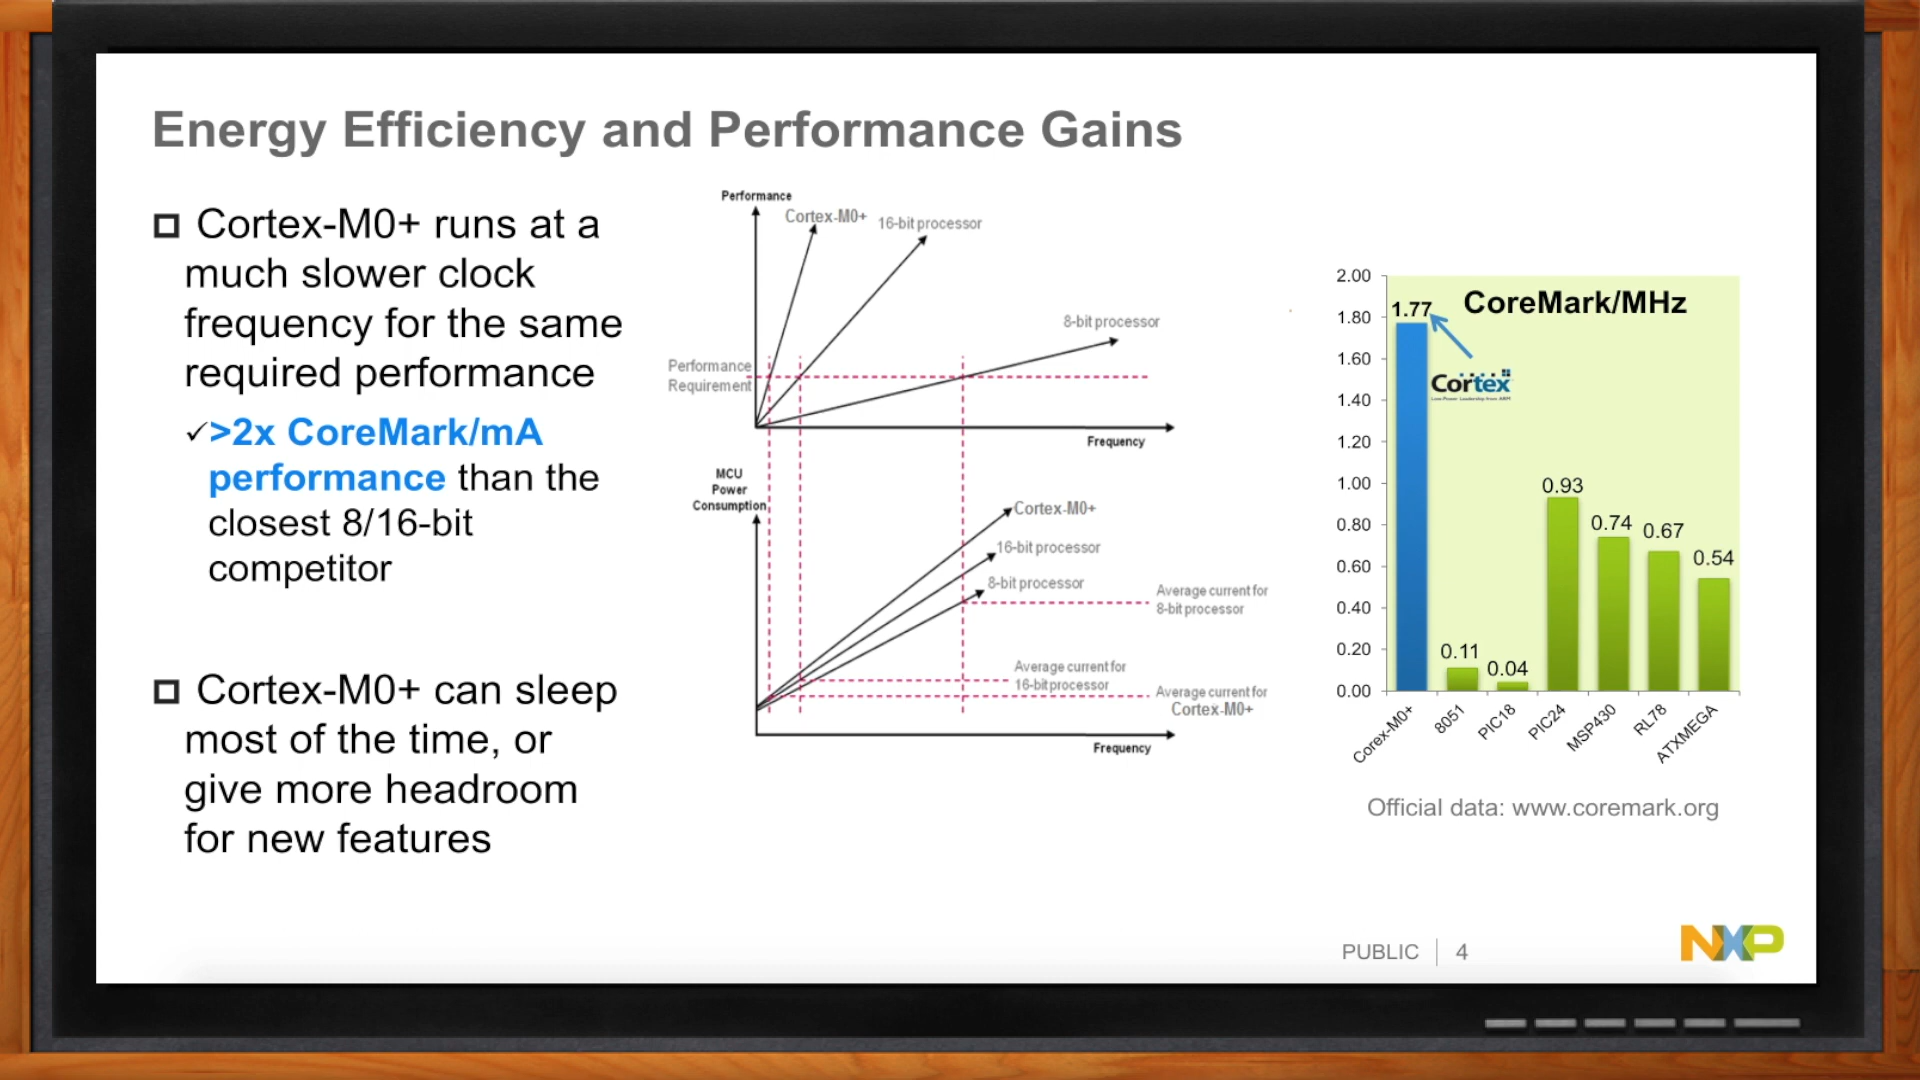 Energy Efficiency and Performance Gains
Cortex-M0+ runs at a
much slower clock
frequency for the same
required performance
✓>2x CoreMark/mA
performance than the
closest 8/16-bit
competitor
Cortex-M0+ can sleep
most of the time, or
give more headroom
for new features
Performance
Cortex-M0+
16-bit processor
8-bit processor
Performance
Requirement
Frequency
MCU
Power
Consumption
Cortex-M0+
16-bit processor
8-bit processor
Average current for
8-bit processor
Average current for
16-bit processor
Average current for
Cortex-M0+
Frequency
CoreMark/MHz
2.00
1.80
1.60
1.40
1.20
1.00
0.80
0.60
0.40
0.20
0.00
1.77
Cortex
Low Power Leadership from ARM
0.11
0.04
0.93
0.74
0.67
0.54
Corex-M0+
8051
PIC18
PIC24
MSP430
RL78
ATXMEGA
Official data: www.coremark.org
PUBLIC
4
NXP